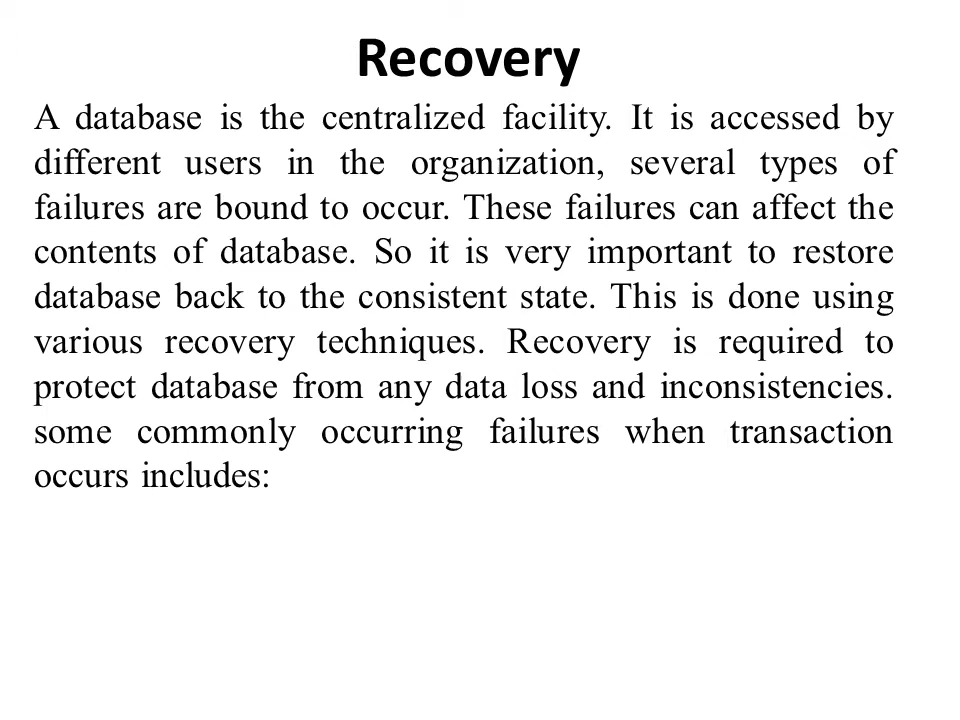 Recovery
A database is the centralized facility. It is accessed by
different users in the organization, several types of
failures are bound to occur. These failures can affect the
contents of database. So it is very important to restore
database back to the consistent state. This is done using
various recovery techniques. Recovery is required to
protect database from any data loss and inconsistencies.
some commonly occurring failures when transaction
occurs includes: